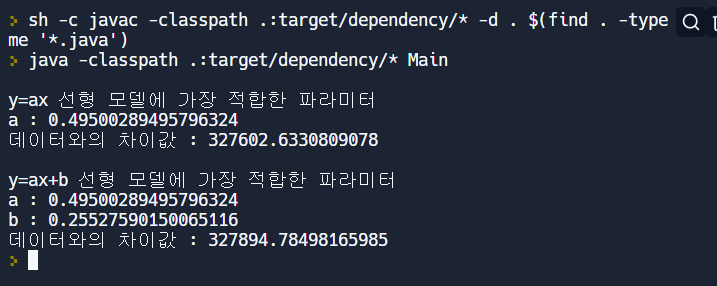 > sh -c javac -classpath .:target/dependency/* -d . $(find . -type
me '*.java')
> java -classpath .:target/dependency/* Main
y=ax 선형 모델에 가장 적합한 파라미터
a : 0.49500289495796324
데이터와의 차이값 : 327602.6330809078
y=ax+b 선형 모델에 가장 적합한 파라미터
a : 0.49500289495796324
b : 0.25527590150065116
데이터와의 차이값 : 327894.78498165985
>